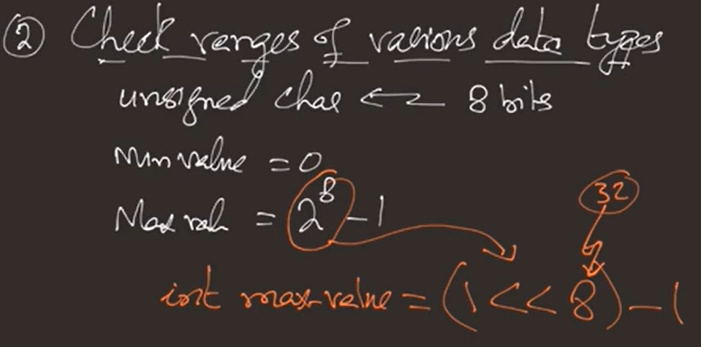 ② Check ranges of various data types
unsigned char ← 8 bits
Min value = 0
Max val = 2^8 - 1
32
int max-value = (1 << 8) - 1